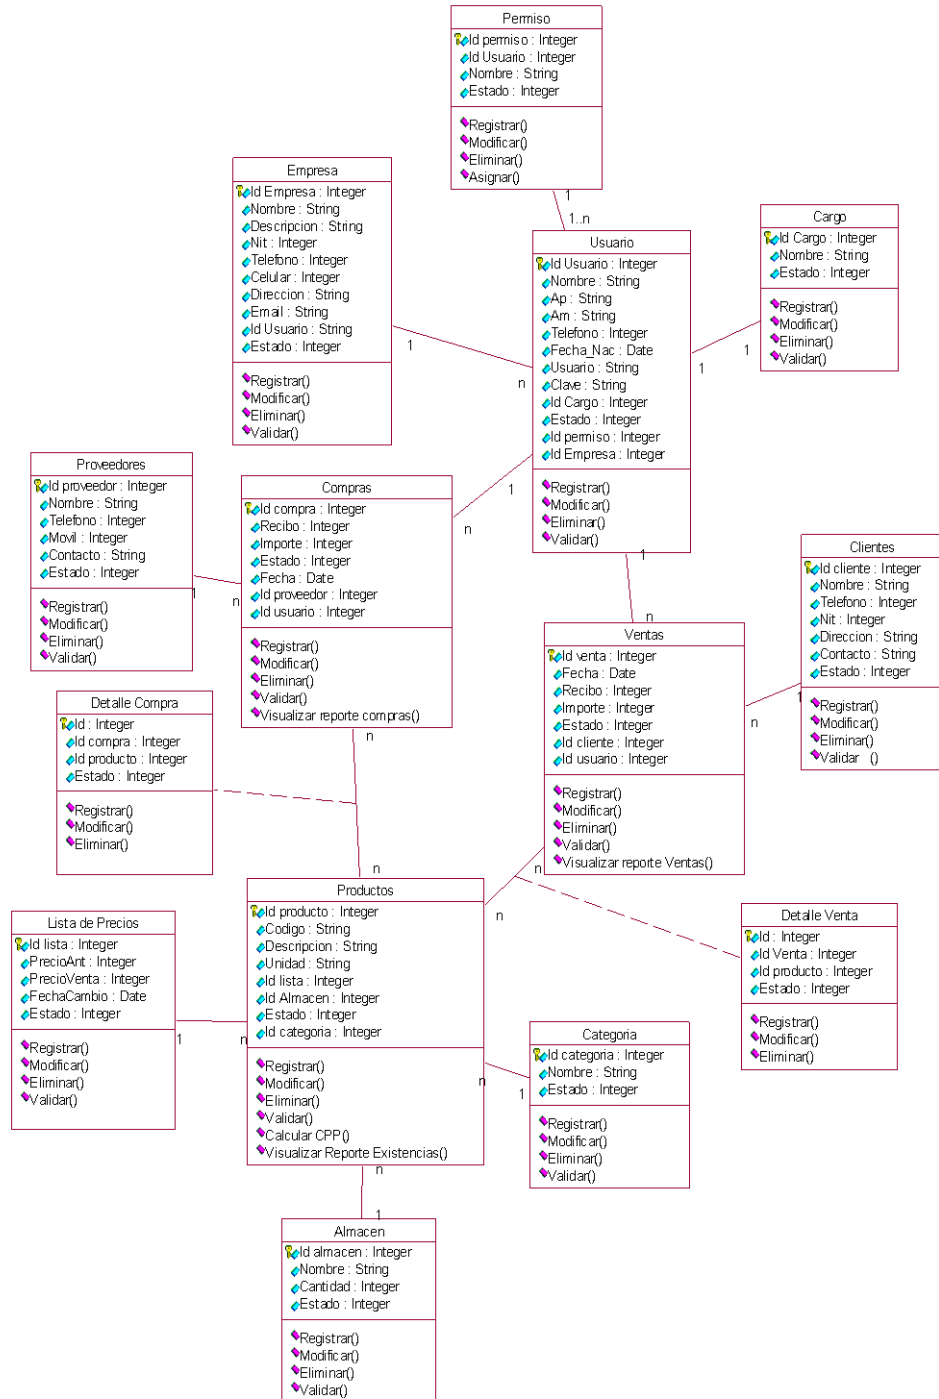 Permiso
Id permiso : Integer
Id Usuario : Integer
Nombre : String
Estado : Integer
Registrar()
Modificar()
Eliminar()
Asignar()
1
1..n
Empresa
Id Empresa : Integer
Nombre : String
Descripcion : String
Nit : Integer
Telefono : Integer
Celular : Integer
Direccion : String
Email : String
Id Usuario : String
Estado : Integer
Registrar()
Modificar()
Eliminar()
Validar()
1
n
Usuario
Id Usuario : Integer
Nombre : String
Ap : String
Am : String
Telefono : Integer
Fecha_Nac : Date
Usuario : String
Clave : String
Id Cargo : Integer
Estado : Integer
Id permiso : Integer
Id Empresa : Integer
Registrar()
Modificar()
Eliminar()
Validar()
1
1
Cargo
Id Cargo : Integer
Nombre : String
Estado : Integer
Registrar()
Modificar()
Eliminar()
Validar()
Proveedores
Id proveedor : Integer
Nombre : String
Telefono : Integer
Movil : Integer
Contacto : String
Estado : Integer
Registrar()
Modificar()
Eliminar()
Validar()
1
n
Compras
Id compra : Integer
Recibo : Integer
Importe : Integer
Estado : Integer
Fecha : Date
Id proveedor : Integer
Id usuario : Integer
Registrar()
Modificar()
Eliminar()
Validar()
Visualizar reporte compras()
1
n
1
n
Clientes
Id cliente : Integer
Nombre : String
Telefono : Integer
Nit : Integer
Direccion : String
Contacto : String
Estado : Integer
Registrar()
Modificar()
Eliminar()
Validar ()
Ventas
Id venta : Integer
Fecha : Date
Recibo : Integer
Importe : Integer
Estado : Integer
Id cliente : Integer
Id usuario : Integer
Registrar()
Modificar()
Eliminar()
Validar()
Visualizar reporte Ventas()
1
n
Detalle Compra
Id : Integer
Id compra : Integer
Id producto : Integer
Estado : Integer
Registrar()
Modificar()
Eliminar()
n
n
n
n
Productos
Id producto : Integer
Codigo : String
Descripcion : String
Unidad : String
Id lista : Integer
Id Almacen : Integer
Estado : Integer
Id categoria : Integer
Registrar()
Modificar()
Eliminar()
Validar()
Calcular CPP()
Visualizar Reporte Existencias()
Lista de Precios
Id lista : Integer
PrecioAnt : Integer
PrecioVenta : Integer
FechaCambio : Date
Estado : Integer
Registrar()
Modificar()
Eliminar()
Validar()
1
n
Detalle Venta
Id : Integer
Id Venta : Integer
Id producto : Integer
Estado : Integer
Registrar()
Modificar()
Eliminar()
Categoria
Id categoria : Integer
Nombre : String
Estado : Integer
Registrar()
Modificar()
Eliminar()
Validar()
n
1
n
1
Almacen
Id almacen : Integer
Nombre : String
Cantidad : Integer
Estado : Integer
Registrar()
Modificar()
Eliminar()
Validar()